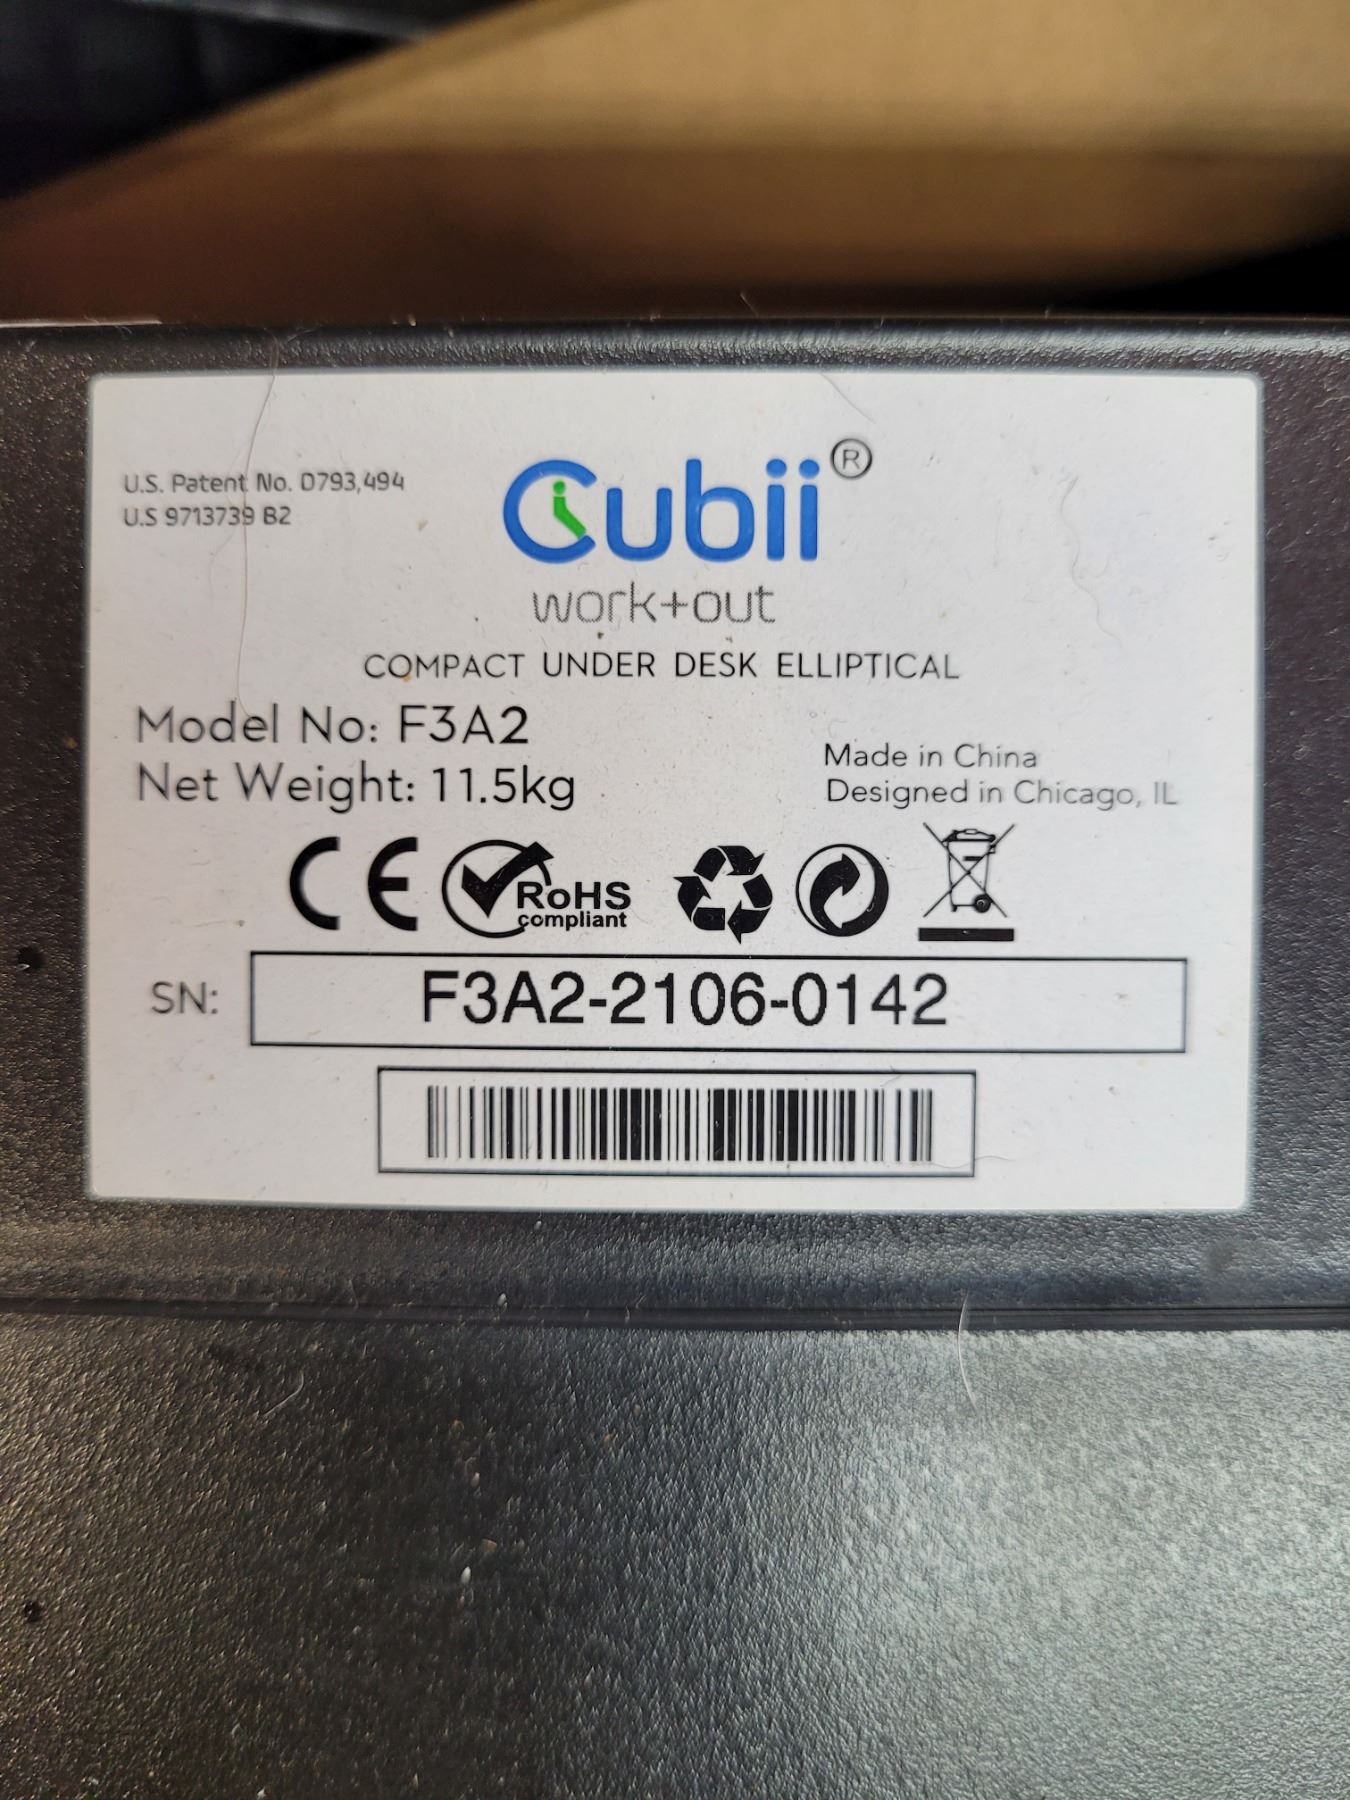 U.S. Patent No. D793,494
U.S 9713739 B2
Cubii®
work+out
COMPACT UNDER DESK ELLIPTICAL
Model No: F3A2
Net Weight: 11.5kg
Made in China
Designed in Chicago, IL
CE
RoHS
compliant
SN: F3A2-2106-0142